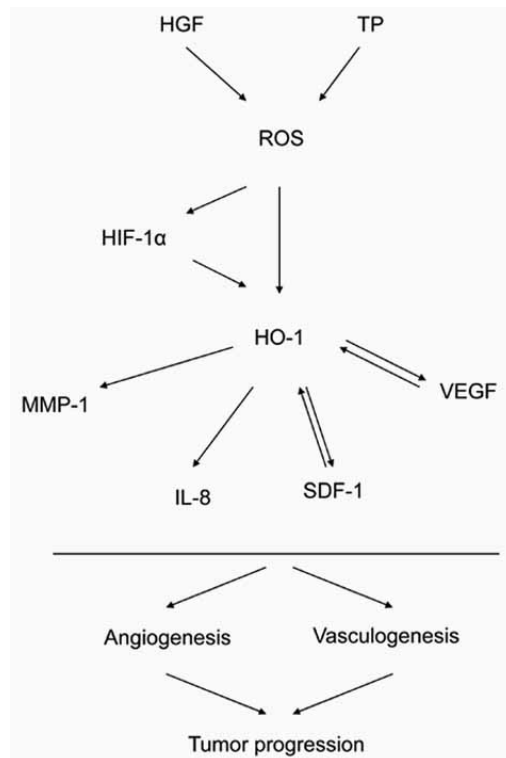 HGF TP
ROS
HIF-1α
HO-1
VEGF
MMP-1
IL-8 SDF-1
Angiogenesis Vasculogenesis
Tumor progression